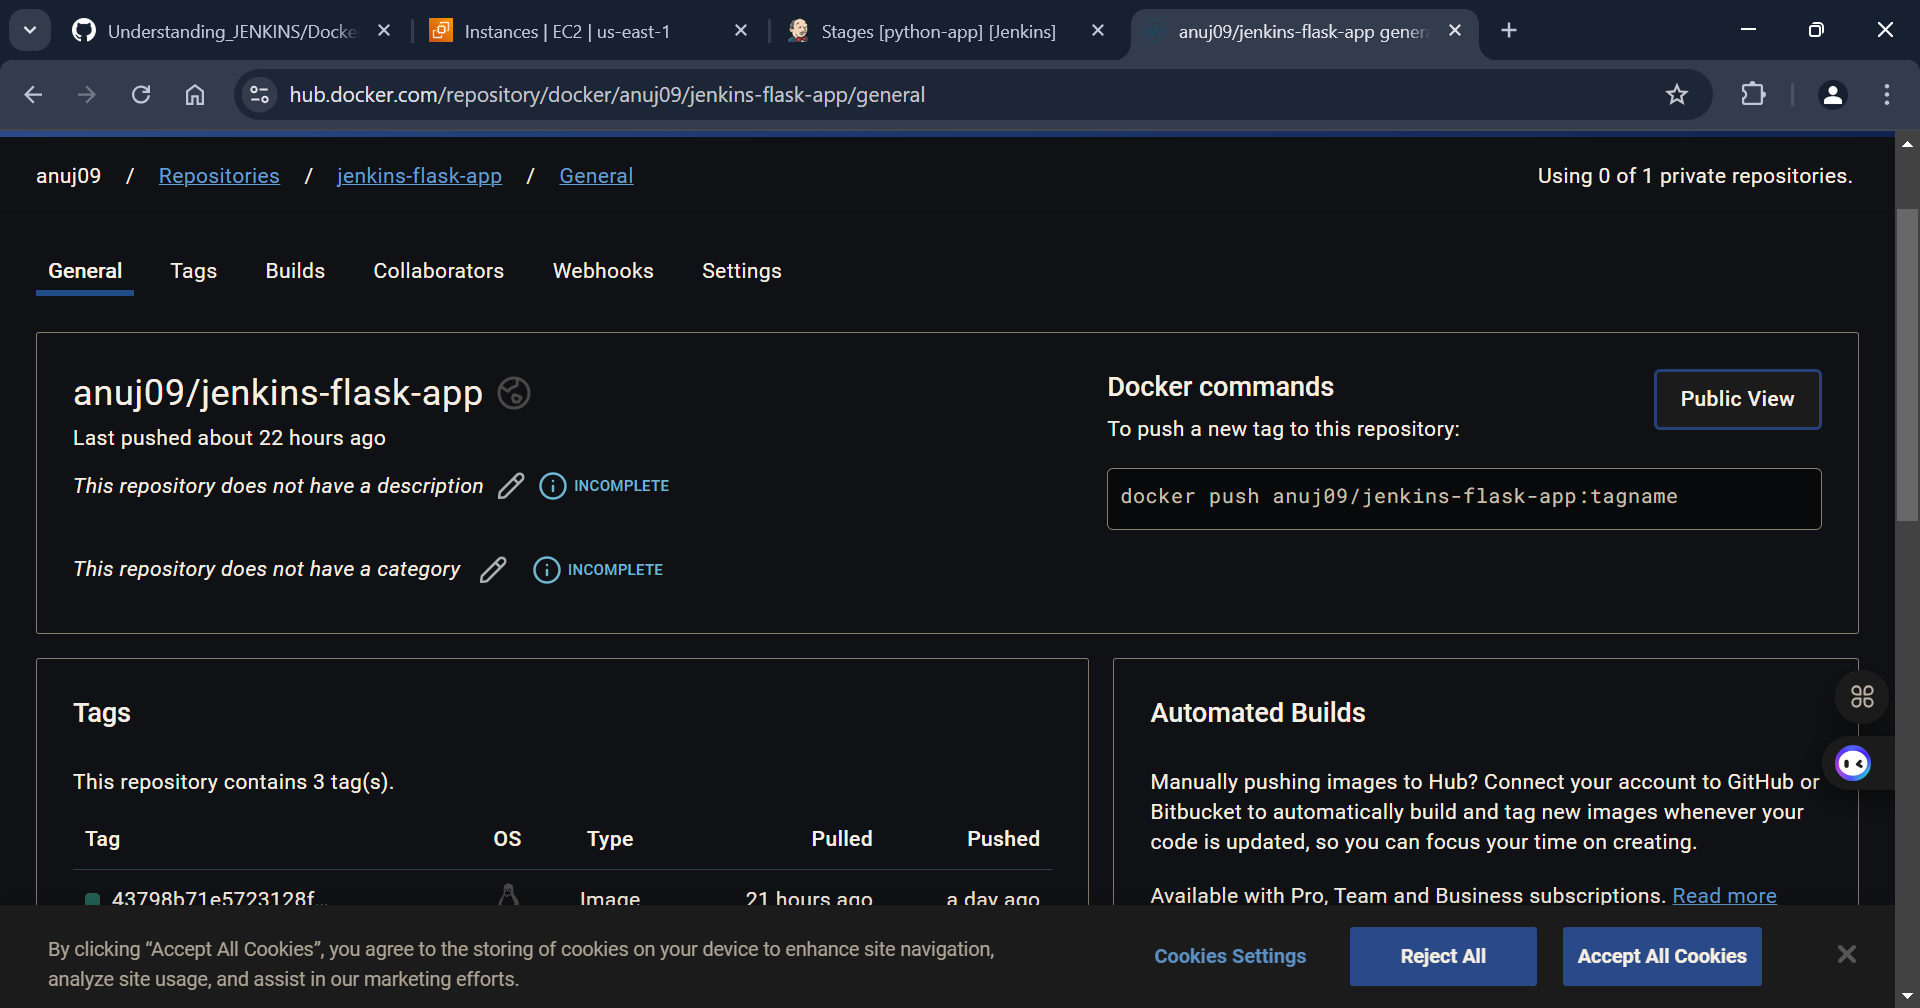 Understanding_JENKINS/Docke
Instances | EC2 | us-east-1
Stages [python-app] [Jenkins]
anuj09/jenkins-flask-app genera
hub.docker.com/repository/docker/anuj09/jenkins-flask-app/general
anuj09 / Repositories / jenkins-flask-app / General
Using 0 of 1 private repositories.
General Tags Builds Collaborators Webhooks Settings
anuj09/jenkins-flask-app
Last pushed about 22 hours ago
This repository does not have a description INCOMPLETE
This repository does not have a category INCOMPLETE
Docker commands
Public View
To push a new tag to this repository:
docker push anuj09/jenkins-flask-app:tagname
Tags
This repository contains 3 tag(s).
Tag OS Type Pulled Pushed
43798b71e5723128f... Image 21 hours ago a day ago
Automated Builds
Manually pushing images to Hub? Connect your account to GitHub or
Bitbucket to automatically build and tag new images whenever your
code is updated, so you can focus your time on creating.
Available with Pro, Team and Business subscriptions. Read more
By clicking “Accept All Cookies”, you agree to the storing of cookies on your device to enhance site navigation,
analyze site usage, and assist in our marketing efforts.
Cookies Settings
Reject All
Accept All Cookies